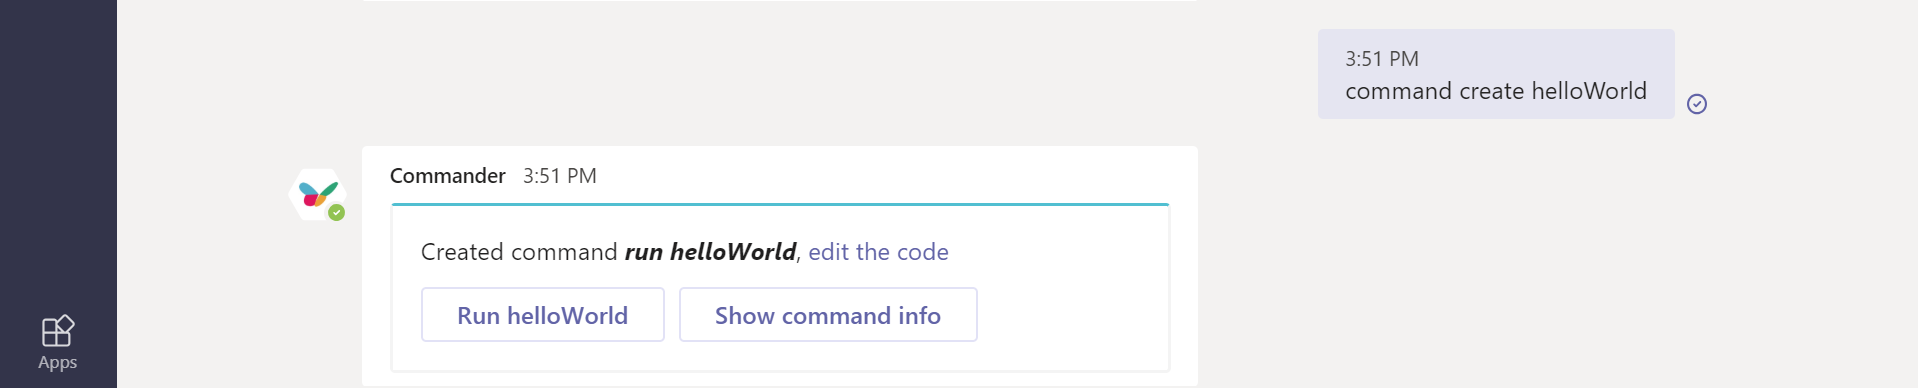 3:51 PM
command create helloWorld
Commander 3:51 PM
Created command run helloWorld, edit the code
Run helloWorld Show command info
Apps